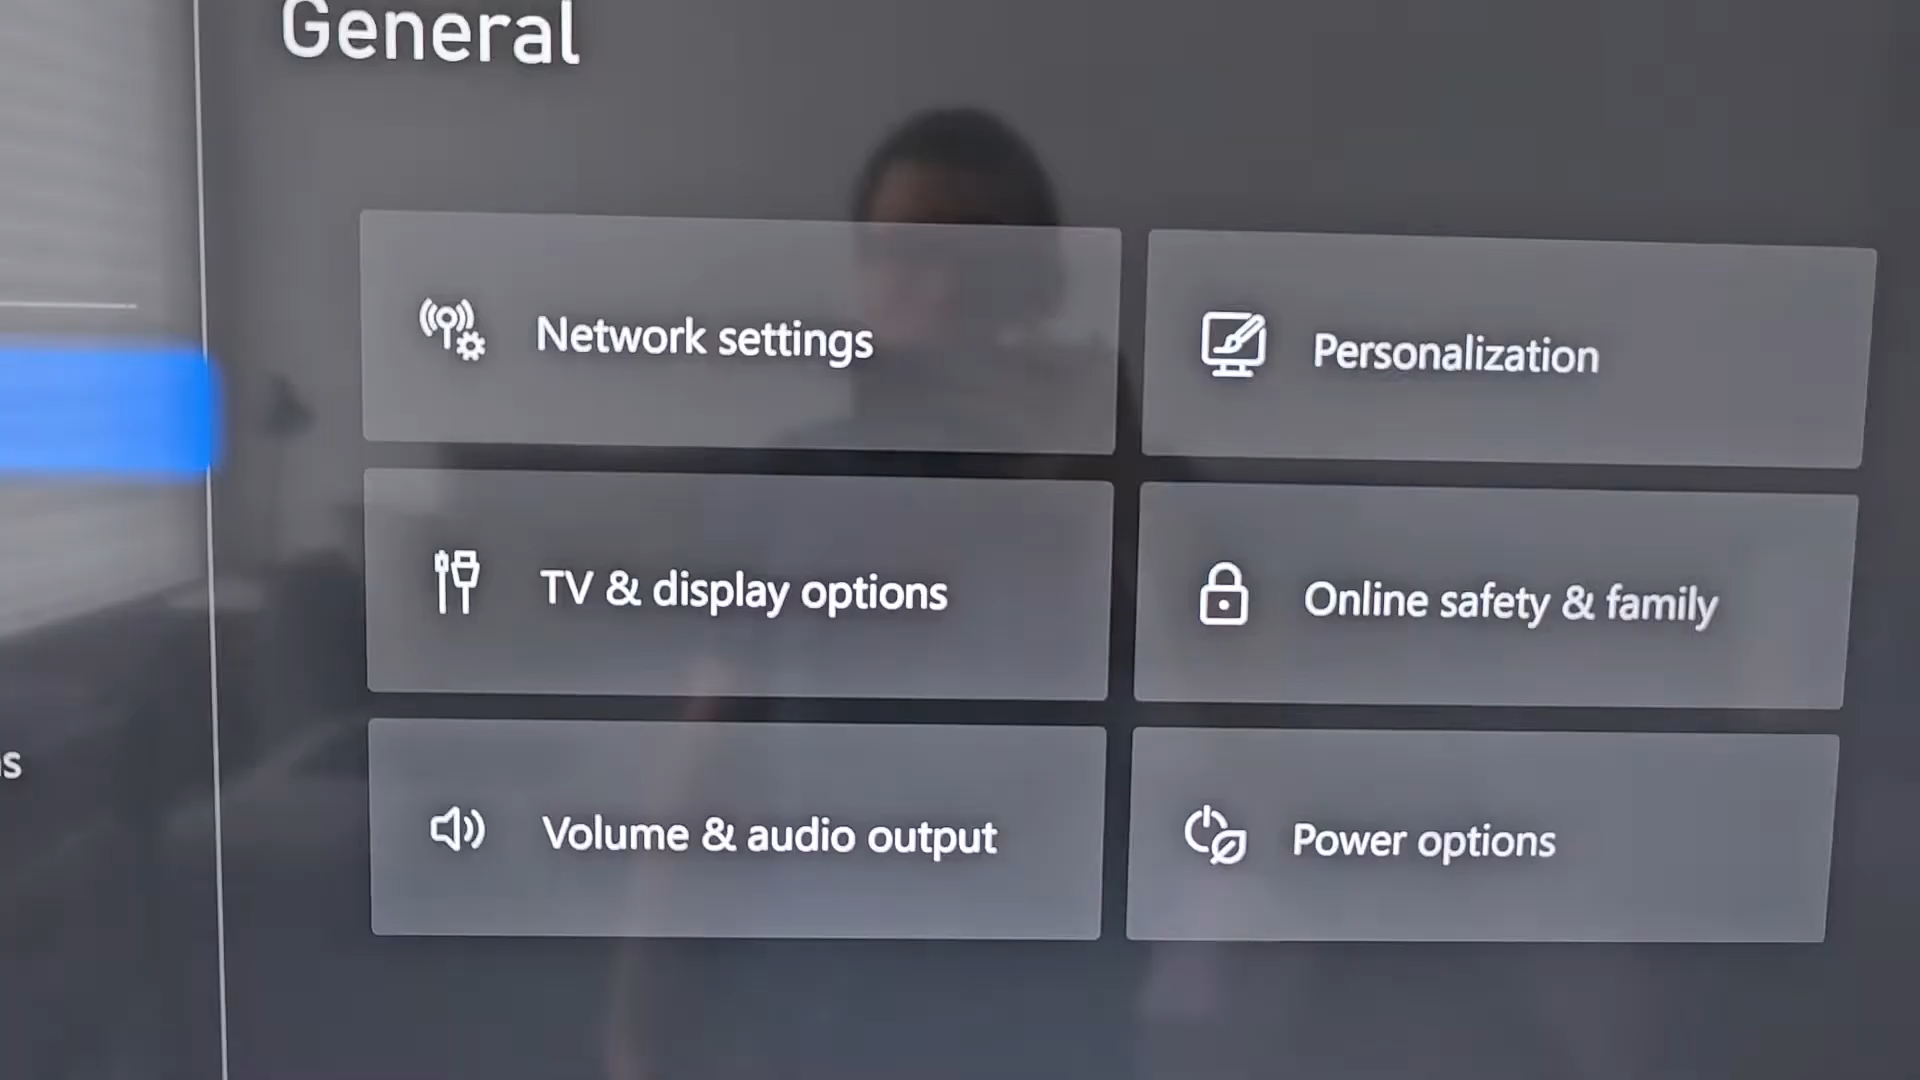 General
Network settings
Personalization
TV & display options
Online safety & family
Volume & audio output
Power options